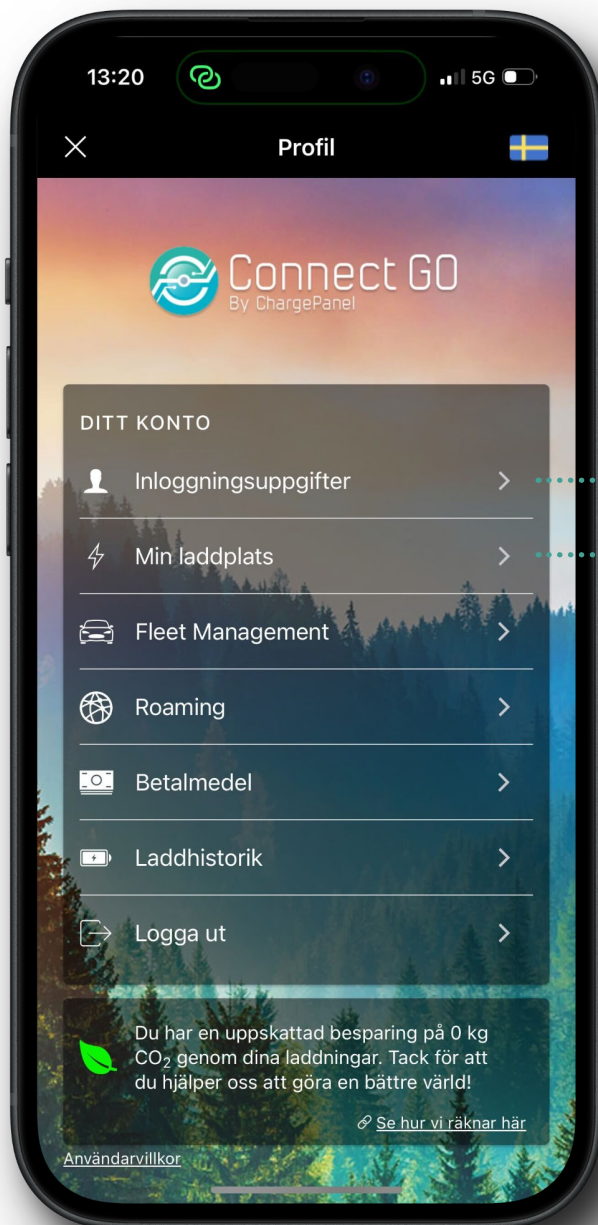 13:20
5G
Profil
Connect GO
By ChargePanel
DITT KONTO
Inloggningsuppgifter
Min laddplats
Fleet Management
Roaming
Betalmedel
Laddhistorik
Logga ut
Du har en uppskattad besparing på 0 kg
CO₂ genom dina laddningar. Tack för att
du hjälper oss att göra en bättre värld!
Se hur vi räknar här
Användarvillkor